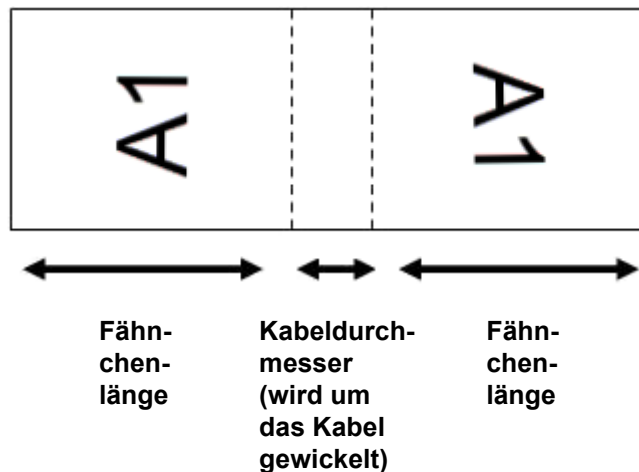 A1
A1
Fähn-
chen-
länge
Kabeldurch-
messer
(wird um
das Kabel
gewickelt)
Fähn-
chen-
länge